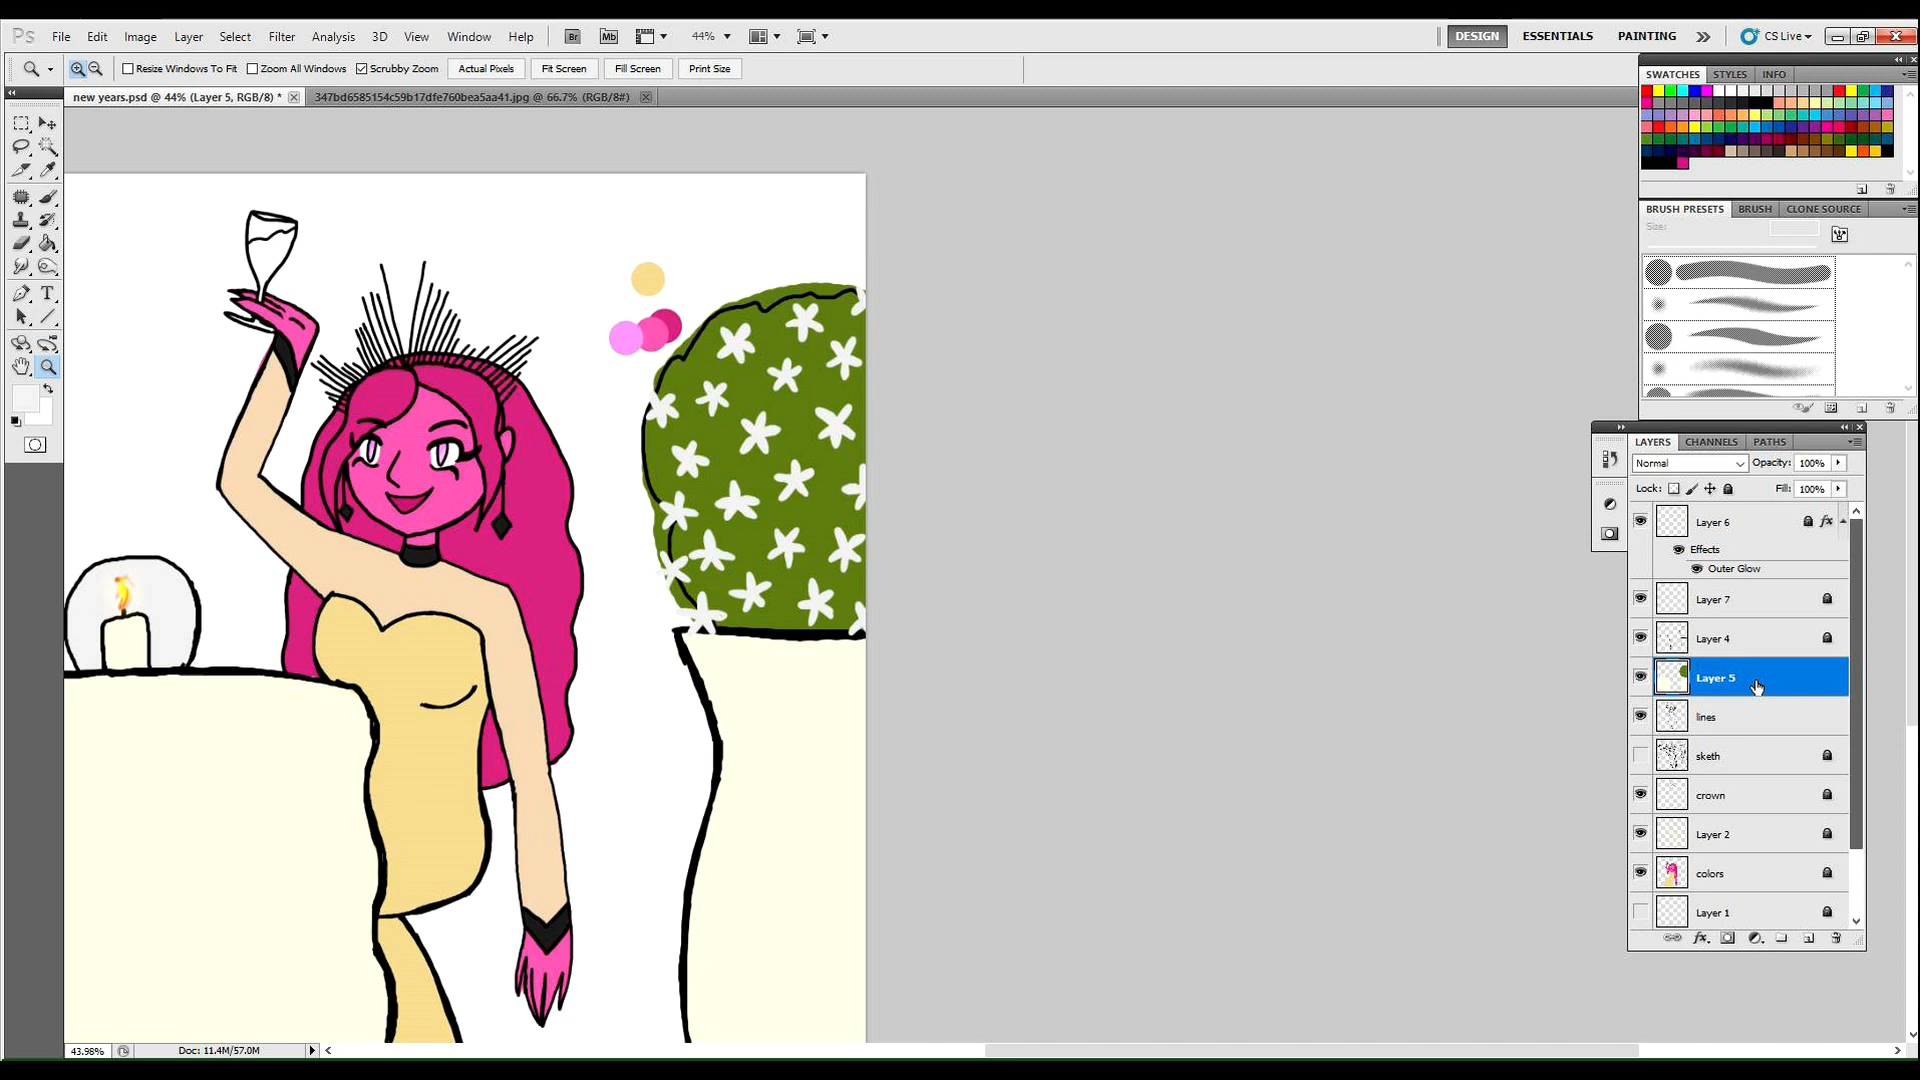 Ps File Edit Image Layer Select Filter Analysis 3D View Window Help Br Mb 44% DESIGN ESSENTIALS PAINTING CS Live
Resize Windows To Fit Zoom All Windows Scrubby Zoom Actual Pixels Fit Screen Fill Screen Print Size
new years.psd @ 44% (Layer 5, RGB/8) * 347bd6585154c59b17dfe760bea5aa41.jpg @ 66.7% (RGB/8#)
SWATCHES STYLES INFO
BRUSH PRESETS BRUSH CLONE SOURCE
Size:
LAYERS CHANNELS PATHS
Normal Opacity: 100%
Lock: Fill: 100%
Layer 6 fx
Effects
Outer Glow
Layer 7
Layer 4
Layer 5
lines
sketh
crown
Layer 2
colors
Layer 1
fx
43.98% Doc: 11.4M/57.0M